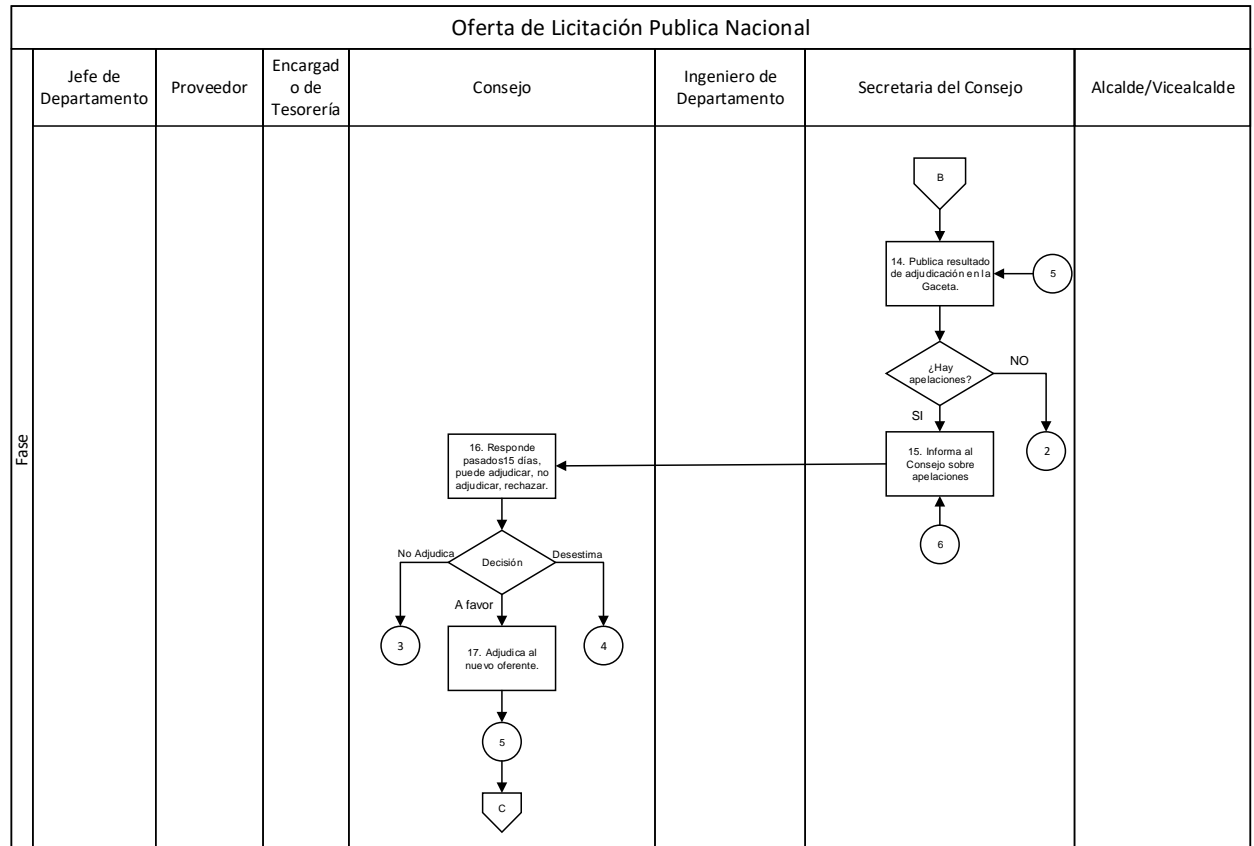 Oferta de Licitación Publica Nacional
Fase
Jefe de
Departamento
Proveedor
Encargad
o de
Tesorería
Consejo
Ingeniero de
Departamento
Secretaria del Consejo
Alcalde/Vicealcalde
B
14. Publica resultado
de adjudicación en la
Gaceta.
5
¿Hay
apelaciones?
NO
SI
2
15. Informa al
Consejo sobre
apelaciones
6
16. Responde
pasados15 días,
puede adjudicar, no
adjudicar, rechazar.
No Adjudica
Decisión
Desestima
A favor
3
17. Adjudica al
nuevo oferente.
4
5
C